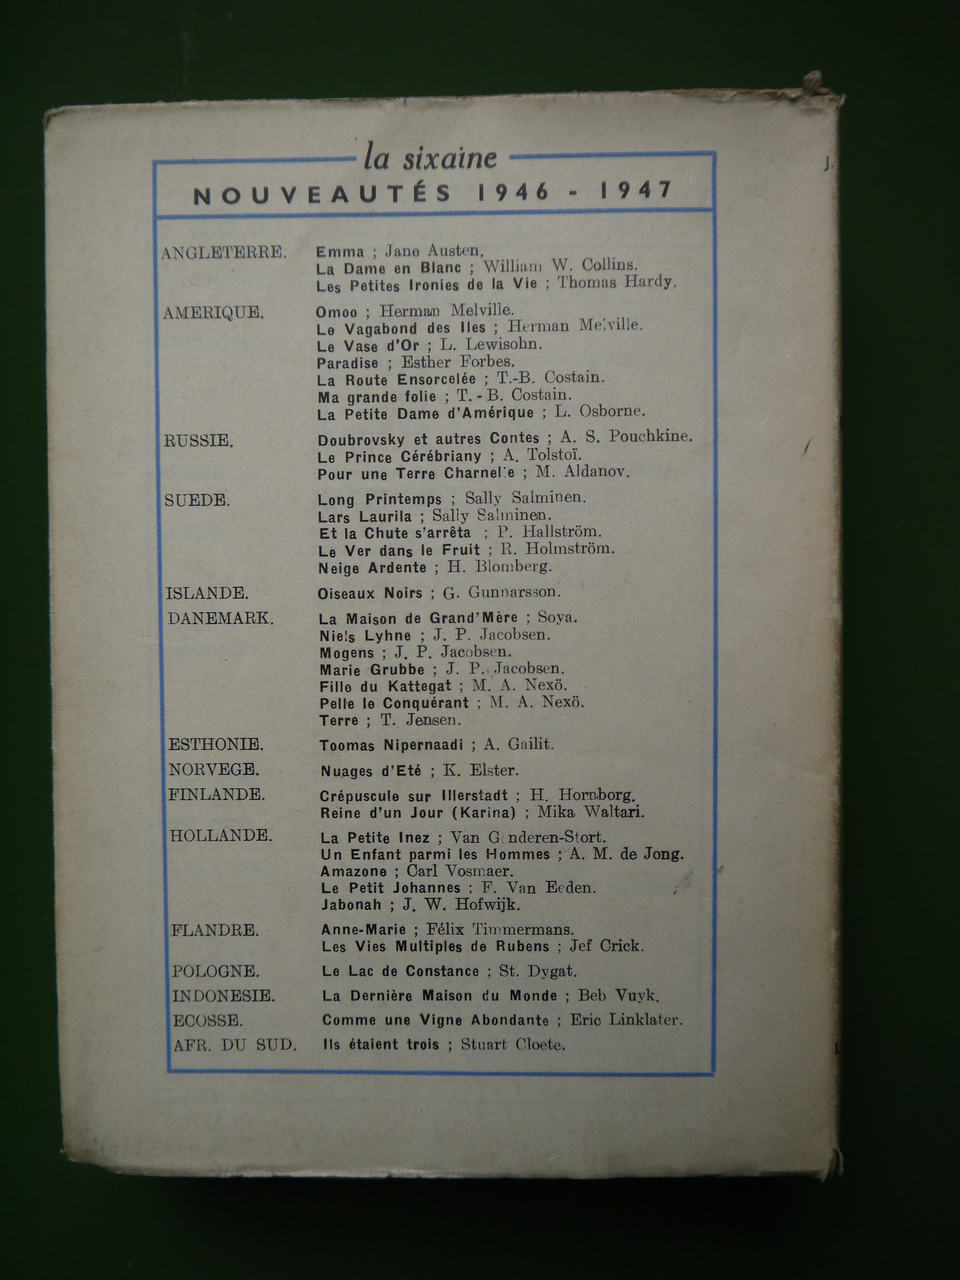 la sixaine
NOUVEAUTÉS 1946 - 1947
ANGLETERRE. Emma ; Jane Austen.
La Dame en Blanc ; William W. Collins.
Les Petites Ironies de la Vie ; Thomas Hardy.
AMERIQUE. Omoo ; Herman Melville.
Le Vagabond des Iles ; Herman Melville.
Le Vase d'Or ; L. Lewisohn.
Paradise ; Esther Forbes.
La Route Ensorcelée ; T.-B. Costain.
Ma grande folie ; T. - B. Costain.
La Petite Dame d'Amérique ; L. Osborne.
RUSSIE. Doubrovsky et autres Contes ; A. S. Pouchkine.
Le Prince Cérébriany ; A. Tolstoï.
Pour une Terre Charnelle ; M. Aldanov.
SUEDE. Long Printemps ; Sally Salminen.
Lars Laurila ; Sally Salminen.
Et la Chute s'arrêta ; P. Hallström.
Le Ver dans le Fruit ; R. Holmström.
Neige Ardente ; H. Blomberg.
ISLANDE. Oiseaux Noirs ; G. Gunnarsson.
DANEMARK. La Maison de Grand'Mère ; Soya.
Niels Lyhne ; J. P. Jacobsen.
Mogens ; J. P. Jacobsen.
Marie Grubbe ; J. P. Jacobsen.
Fille du Kattegat ; M. A. Nexö.
Pelle le Conquérant ; M. A. Nexö.
Terre ; T. Jensen.
ESTHONIE. Toomas Nipernaadi ; A. Gailit.
NORVEGE. Nuages d'Eté ; K. Elster.
FINLANDE. Crépuscule sur Illerstadt ; H. Hornborg.
Reine d'un Jour (Karina) ; Mika Waltari.
HOLLANDE. La Petite Inez ; Van G nderen-Stort.
Un Enfant parmi les Hommes ; A. M. de Jong.
Amazone ; Carl Vosmaer.
Le Petit Johannes ; F. Van Eeden.
Jabonah ; J. W. Hofwijk.
FLANDRE. Anne-Marie ; Félix Timmermans.
Les Vies Multiples de Rubens ; Jef Crick.
POLOGNE. Le Lac de Constance ; St. Dygat.
INDONESIE. La Dernière Maison du Monde ; Beb Vuyk.
ECOSSE. Comme une Vigne Abondante ; Eric Linklater.
AFR. DU SUD. Ils étaient trois ; Stuart Cloete.